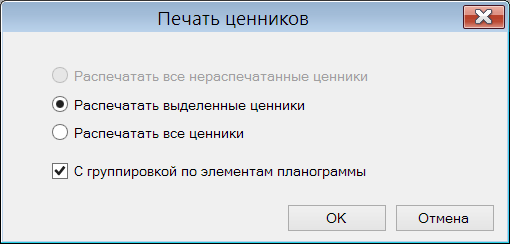 Печать ценников
Распечатать все нераспечатанные ценники
Распечатать выделенные ценники
Распечатать все ценники
С группировкой по элементам планограммы
OK
Отмена